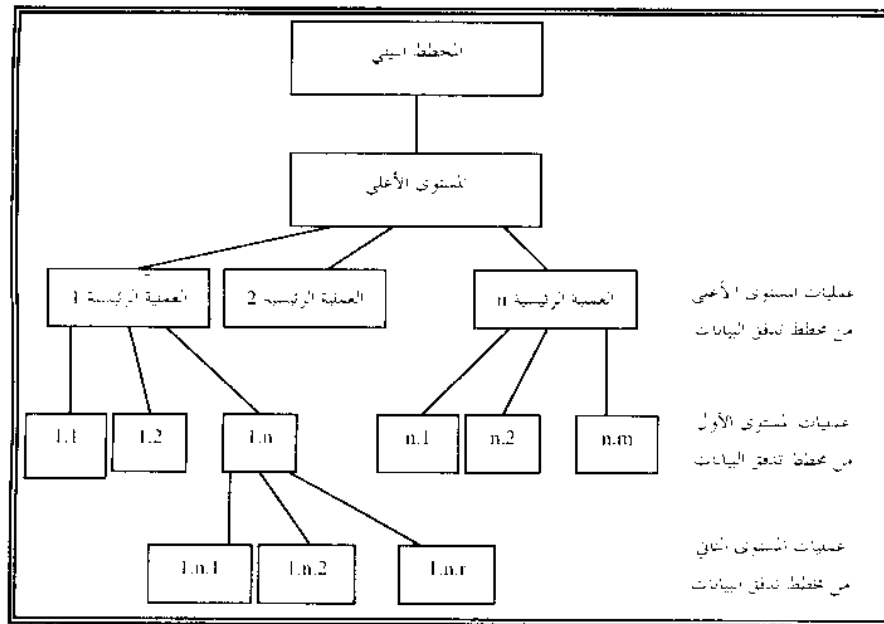 المخطط البيئي
المستوى الأعلى
العملية الرئيسية 1
العملية الرئيسية 2
العملية الرئيسية n
عمليات المستوى الأعلى
من مخطط تدفق البيانات
1.1
1.2
1.n
n.1
n.2
n.m
عمليات المستوى الأول
من مخطط تدفق البيانات
1.n.1
1.n.2
1.n.r
عمليات المستوى الثاني
من مخطط تدفق البيانات